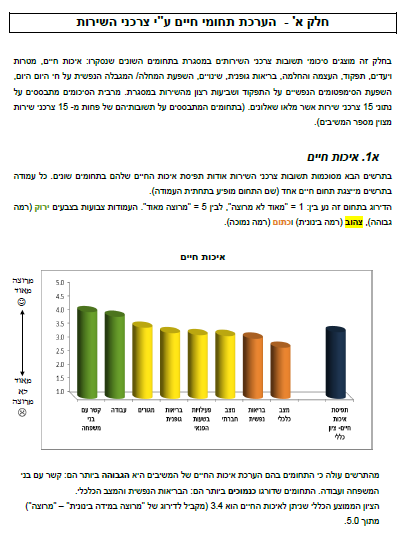 חלק א' - הערכת תחומי חיים ע"י צרכני השירות
בחלק זה מוצגים סיכומי תשובות צרכני השירותים במסגרת בתחומים השונים שנסקרו: איכות חיים, מטרות
ויעדים, תפקוד, העצמה והחלמה, בריאות גופנית, שינויים, השפעת המחלה/ המגבלה הנפשית על חיי היום יום,
השפעת הסימפטומים הנפשיים על התפקוד ושביעות רצון מהשירות במסגרת. מרבית הסיכומים מתבססים על
נתוני 15 צרכני שירות אשר מלאו שאלונים. (בתחומים המתבססים על תשובותיהם של פחות מ- 15 צרכני שירות
מצוין מספר המשיבים).
א1. איכות חיים
בתרשים הבא מסוכמות תשובות צרכני השירות אודות תפיסת איכות החיים שלהם בתחומים שונים. כל עמודה
בתרשים מייצגת תחום חיים אחד (שם התחום מופיע בתחתית העמודה).
הדירוג בתחום זה נע בין: 1 = "מאוד לא מרוצה", לבין 5 = "מרוצה מאוד". העמודות צבועות בצבעים ירוק (רמה
גבוהה), צהוב (רמה בינונית) וכתום (רמה נמוכה).
איכות חיים
מרוצה
מאוד
5.0
4.5
4.0
3.5
3.0
2.5
2.0
1.5
1.0
מאוד
לא
מרוצה
קשר עם
בני
משפחה
עבודה
מגורים
בריאות
גופנית
פעילויות
בשעות
הפנאי
מצב
חברתי
בריאות
נפשית
מצב
כלכלי
תפיסת
איכות
חיים- ציון
כללי
מהתרשים עולה כי התחומים בהם הערכת איכות החיים של המשיבים היא הגבוהה ביותר הם: קשר עם בני
המשפחה ועבודה. התחומים שדורגו כנמוכים ביותר הם: הבריאות הנפשית והמצב הכלכלי.
הציון הממוצע הכללי שניתן לאיכות החיים הוא 3.4 (מקביל לדירוג של "מרוצה במידה בינונית" – "מרוצה")
מתוך 5.0.